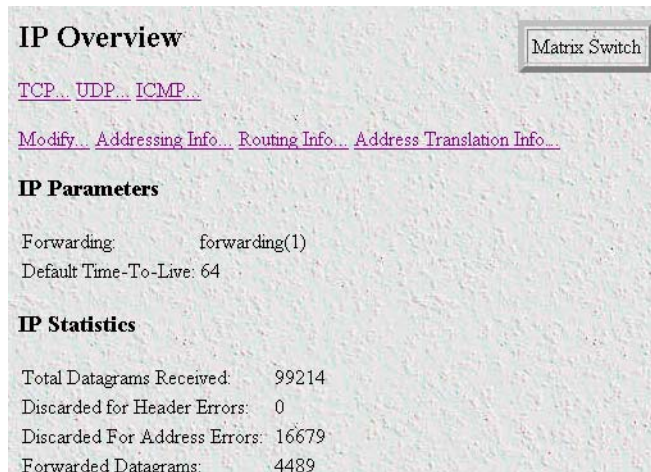 IP Overview
Matrix Switch
TCP... UDP... ICMP...
Modify... Addressing Info... Routing Info... Address Translation Info...
IP Parameters
Forwarding: forwarding(1)
Default Time-To-Live: 64
IP Statistics
Total Datagrams Received: 99214
Discarded for Header Errors: 0
Discarded For Address Errors: 16679
Forwarded Datagrams: 4489